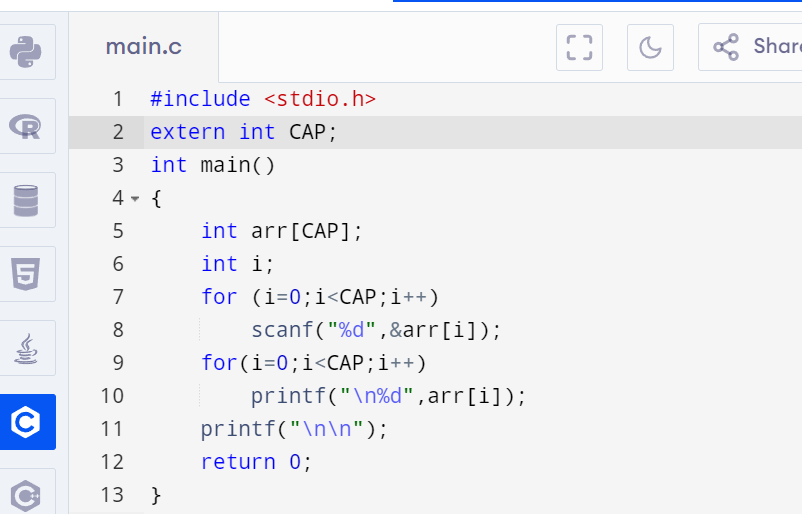 main.c
Share
1 #include <stdio.h>
2 extern int CAP;
3 int main()
4 {
5     int arr[CAP];
6     int i;
7     for (i=0;i<CAP;i++)
8         scanf("%d",&arr[i]);
9     for(i=0;i<CAP;i++)
10         printf("\n%d",arr[i]);
11     printf("\n\n");
12     return 0;
13 }